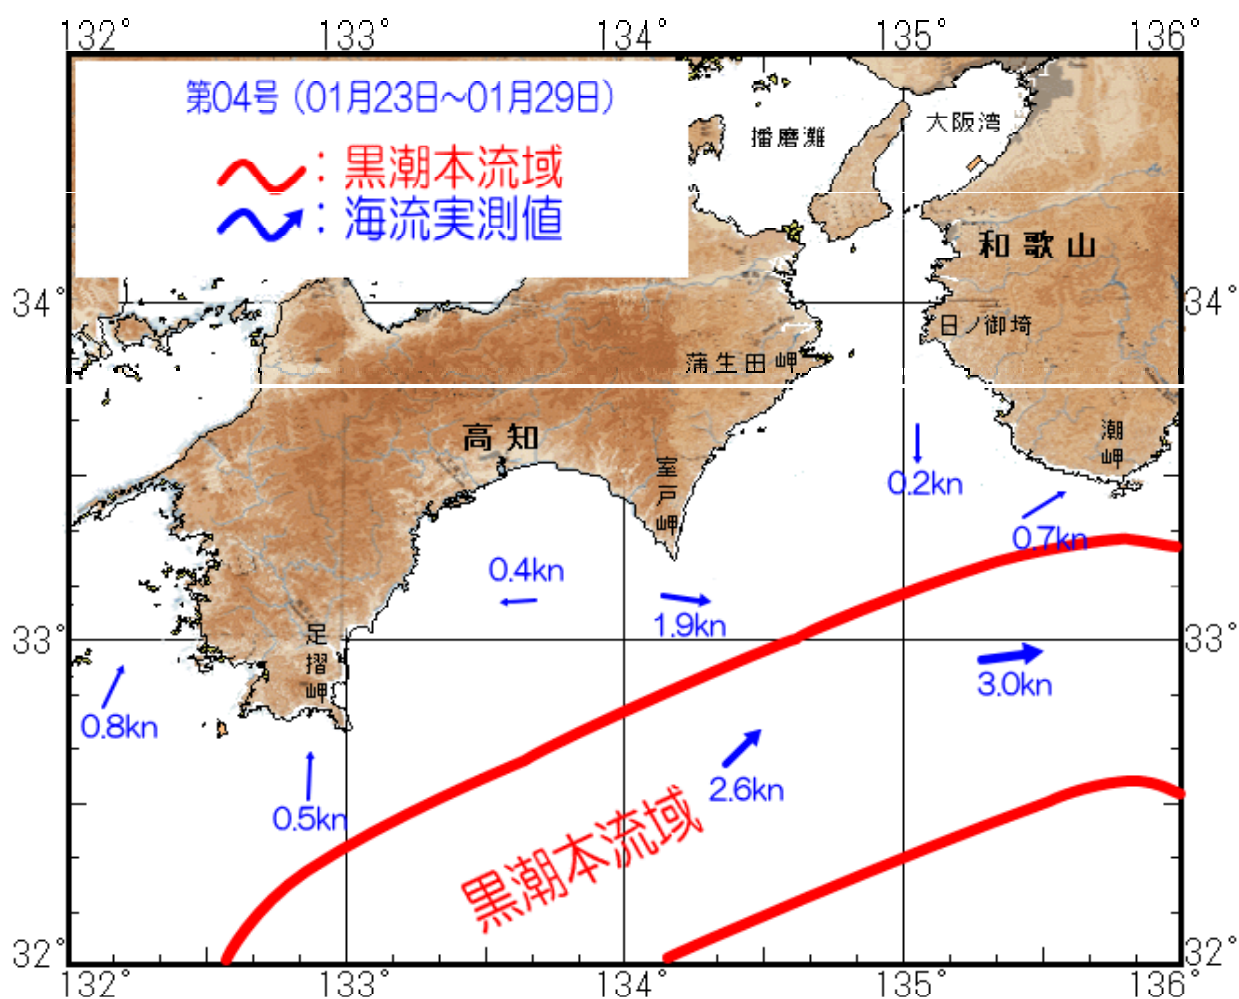 132° 133° 134° 135° 136°
第04号（01月23日～01月29日）
：黒潮本流域
：海流実測値
播磨灘
大阪湾
和歌山
34° 34°
日ノ御埼
蒲生田岬
高知
潮岬
室戸岬
0.2kn
0.7kn
0.4kn
1.9kn
33° 33°
足摺岬
3.0kn
0.8kn
2.6kn
0.5kn
黒潮本流域
32° 32°
132° 133° 134° 135° 136°